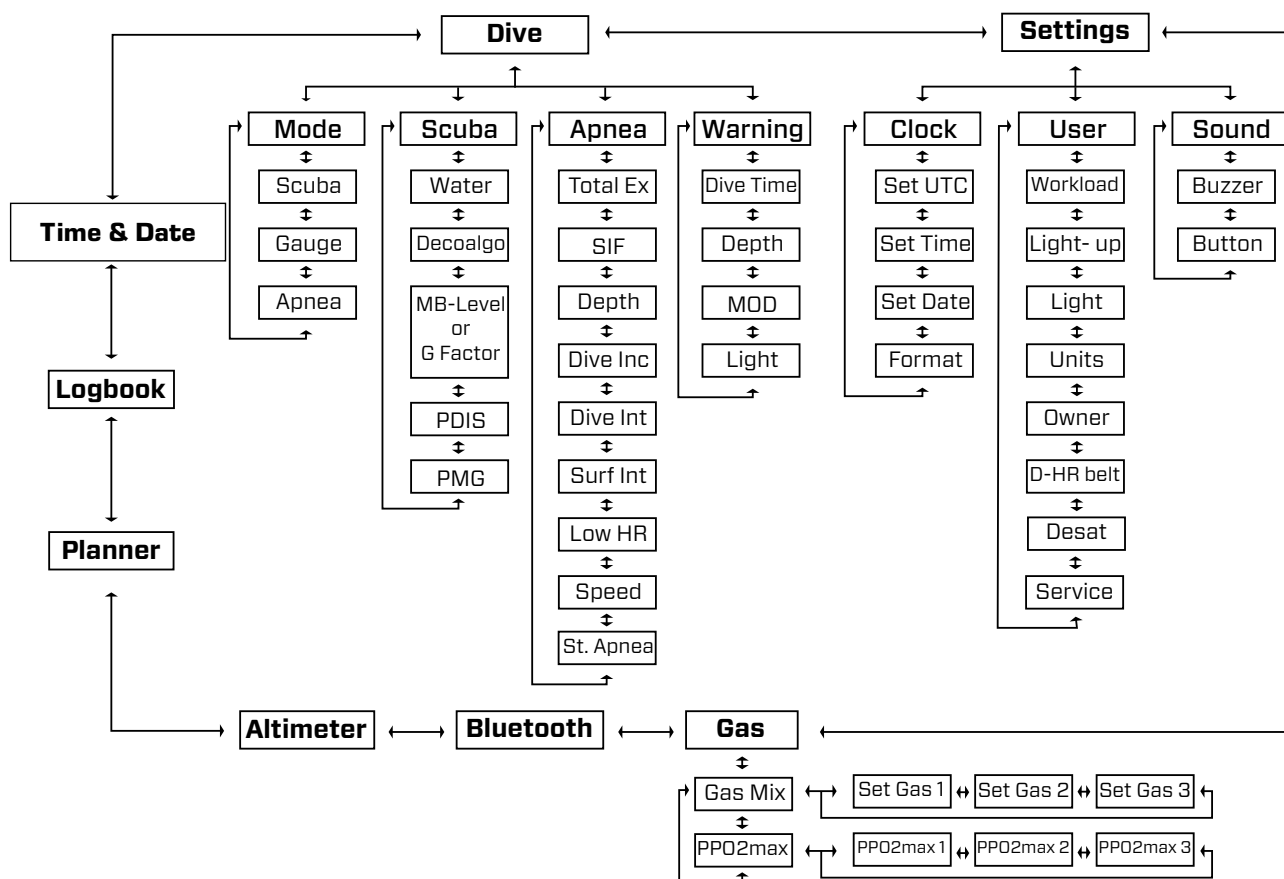 Dive
Settings
Mode
Scuba
Gauge
Apnea
Scuba
Water
Decoalgo
MB-Level
or
G Factor
PDIS
PMG
Apnea
Total Ex
SIF
Depth
Dive Inc
Dive Int
Surf Int
Low HR
Speed
St. Apnea
Warning
Dive Time
Depth
MOD
Light
Clock
Set UTC
Set Time
Set Date
Format
User
Workload
Light- up
Light
Units
Owner
D-HR belt
Desat
Service
Sound
Buzzer
Button
Time & Date
Logbook
Planner
Altimeter
Bluetooth
Gas
Gas Mix
Set Gas 1
Set Gas 2
Set Gas 3
PPO2max
PPO2max 1
PPO2max 2
PPO2max 3